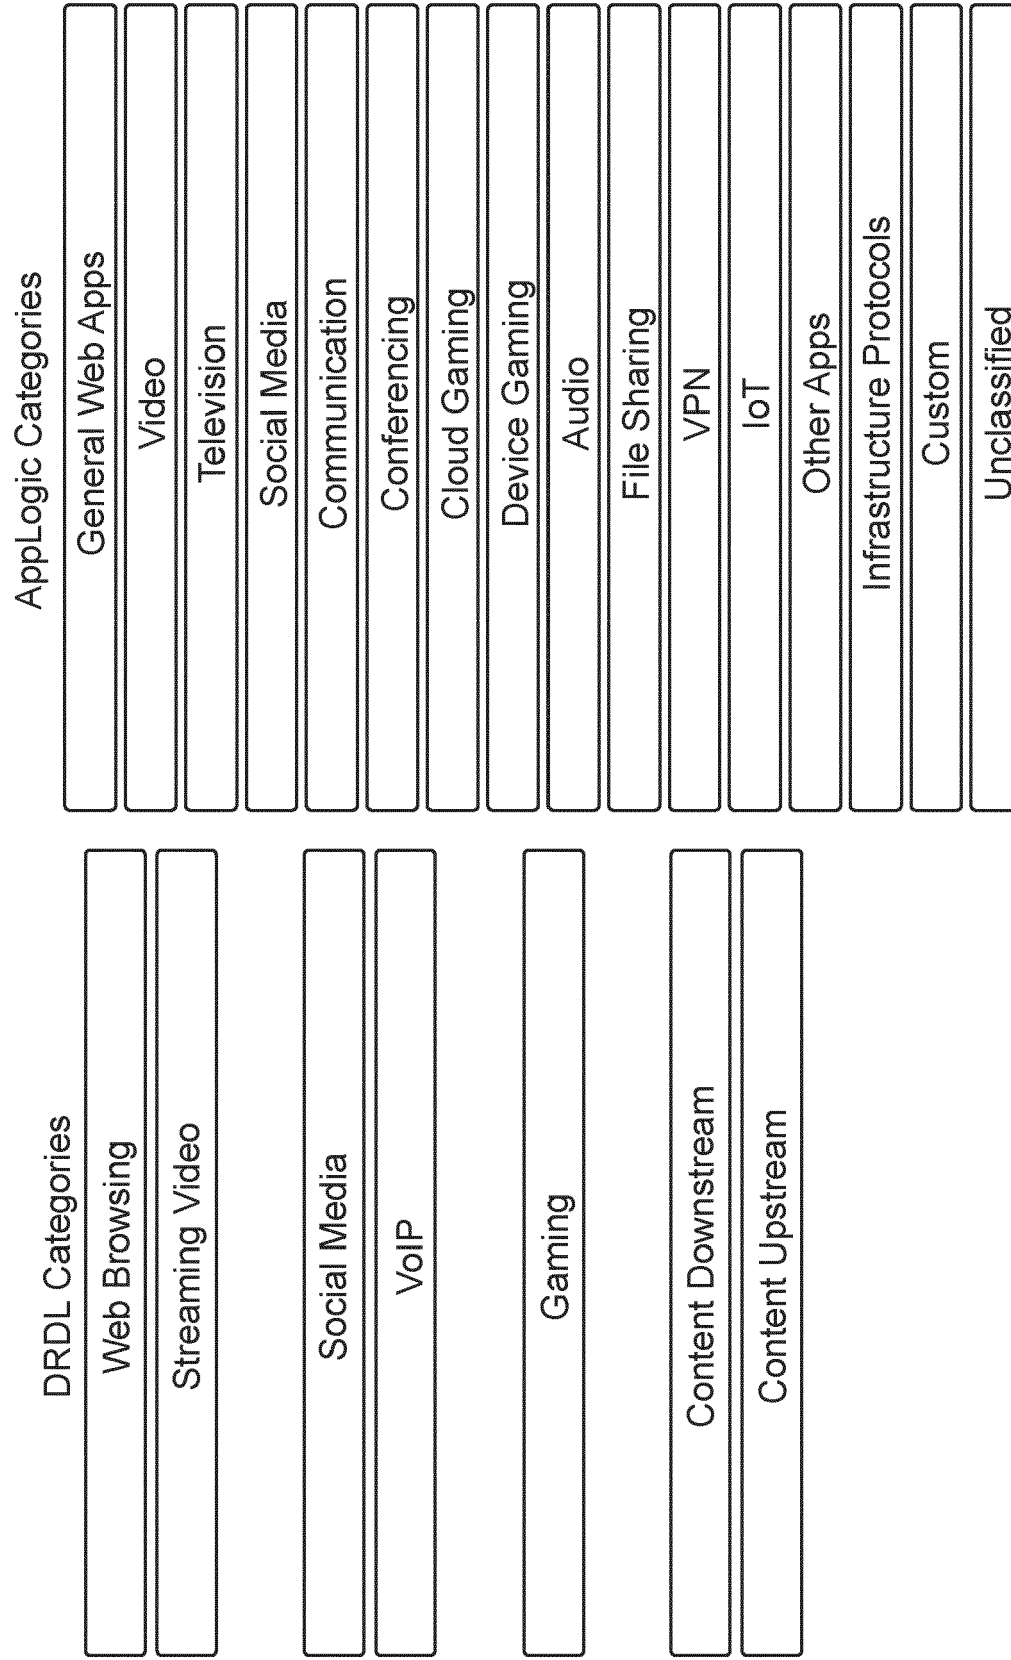 DRDL Categories
Web Browsing
Streaming Video
Social Media
VoIP
Gaming
Content Downstream
Content Upstream
AppLogic Categories
General Web Apps
Video
Television
Social Media
Communication
Conferencing
Cloud Gaming
Device Gaming
Audio
File Sharing
VPN
IoT
Other Apps
Infrastructure Protocols
Custom
Unclassified